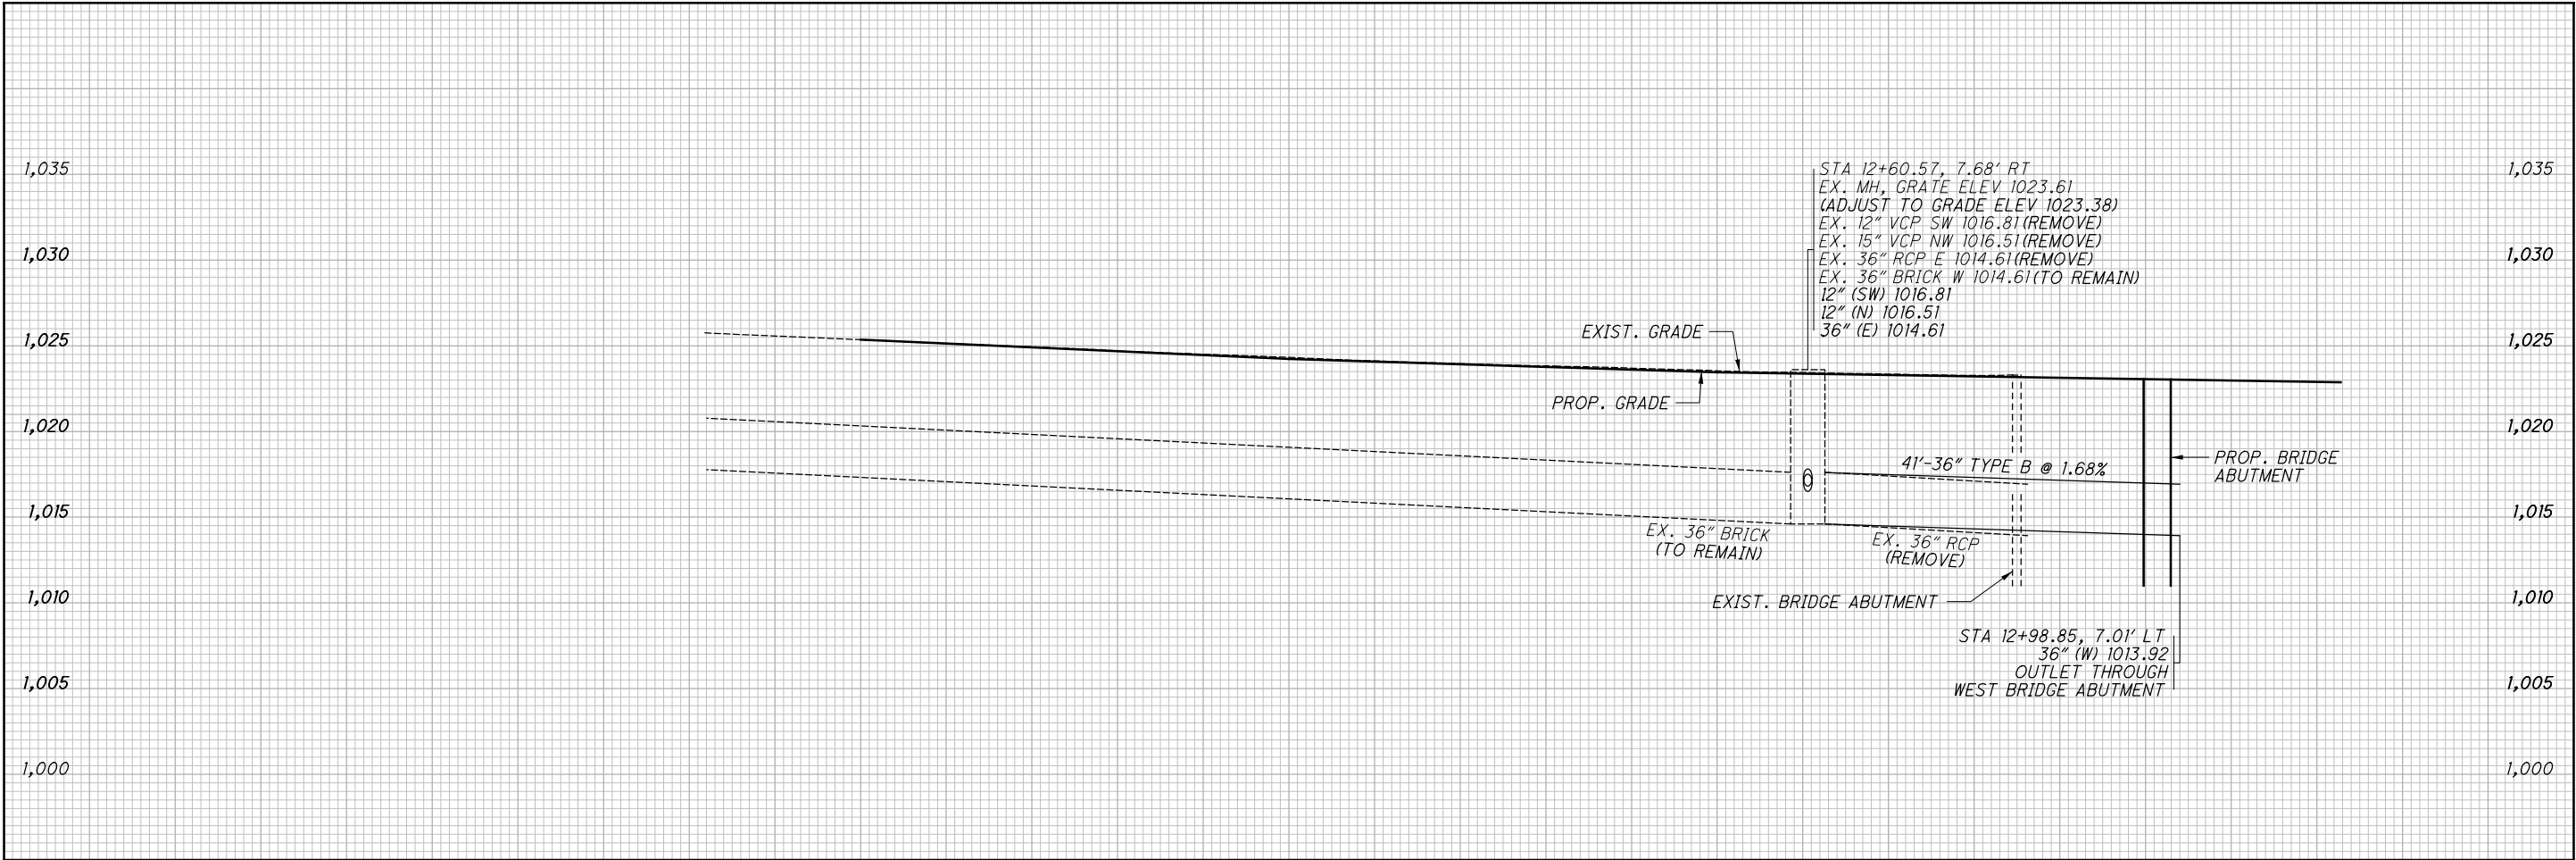 1,035
1,030
1,025
1,020
1,015
1,010
1,005
1,000
STA 12+60.57, 7.68' RT
EX. MH, GRATE ELEV 1023.61
(ADJUST TO GRADE ELEV 1023.38)
EX. 12" VCP SW 1016.81 (REMOVE)
EX. 15" VCP NW 1016.51 (REMOVE)
EX. 36" RCP E 1014.61 (REMOVE)
EX. 36" BRICK W 1014.61 (TO REMAIN)
12" (SW) 1016.81
12" (N) 1016.51
36" (E) 1014.61
EXIST. GRADE
PROP. GRADE
41'-36" TYPE B @ 1.68%
PROP. BRIDGE
ABUTMENT
EX. 36" BRICK
(TO REMAIN)
EX. 36" RCP
(REMOVE)
EXIST. BRIDGE ABUTMENT
STA 12+98.85, 7.01' LT
36" (W) 1013.92
OUTLET THROUGH
WEST BRIDGE ABUTMENT
1,035
1,030
1,025
1,020
1,015
1,010
1,005
1,000